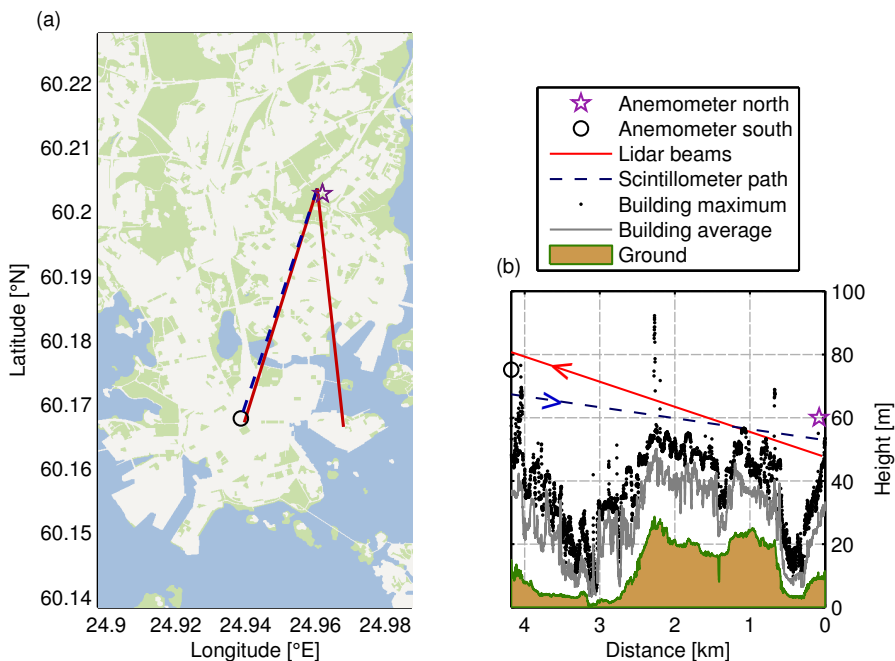 (a)
60.22
60.21
60.2
60.19
60.18
60.17
60.16
60.15
60.14
Latitude [°N]
24.9
24.92
24.94
24.96
24.98
Longitude [°E]
Anemometer north
Anemometer south
Lidar beams
Scintillometer path
Building maximum
Building average
Ground
(b)
100
80
60
40
20
0
Height [m]
4
3
2
1
0
Distance [km]